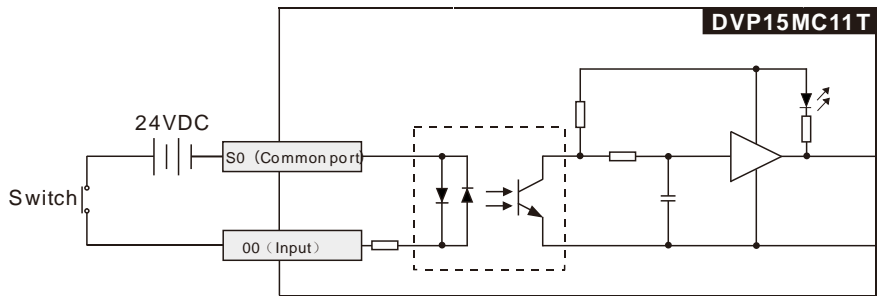 DVP15MC11T
24VDC
S0（Common port）
Switch
00（Input）